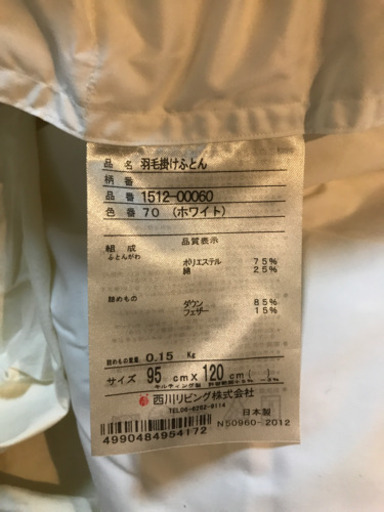 品 名 羽毛掛けふとん
柄 番
品 番 1512-00060
色 番 70 (ホワイト)
品質表示
組 成
ふとんがわ
ポリエステル 75%
綿 25%
詰めもの
ダウン 85%
フェザー 15%
詰めもの重量 0.15 Kg
サイズ 95 cm X 120 cm
西川リビング株式会社
TEL06-6262-9114
日本製
4990484954172
N50960-2012